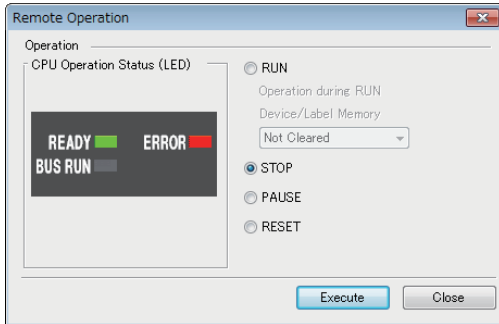 Remote Operation
Operation
CPU Operation Status (LED)
READY
ERROR
BUS RUN
RUN
Operation during RUN
Device/Label Memory
Not Cleared
STOP
PAUSE
RESET
Execute
Close